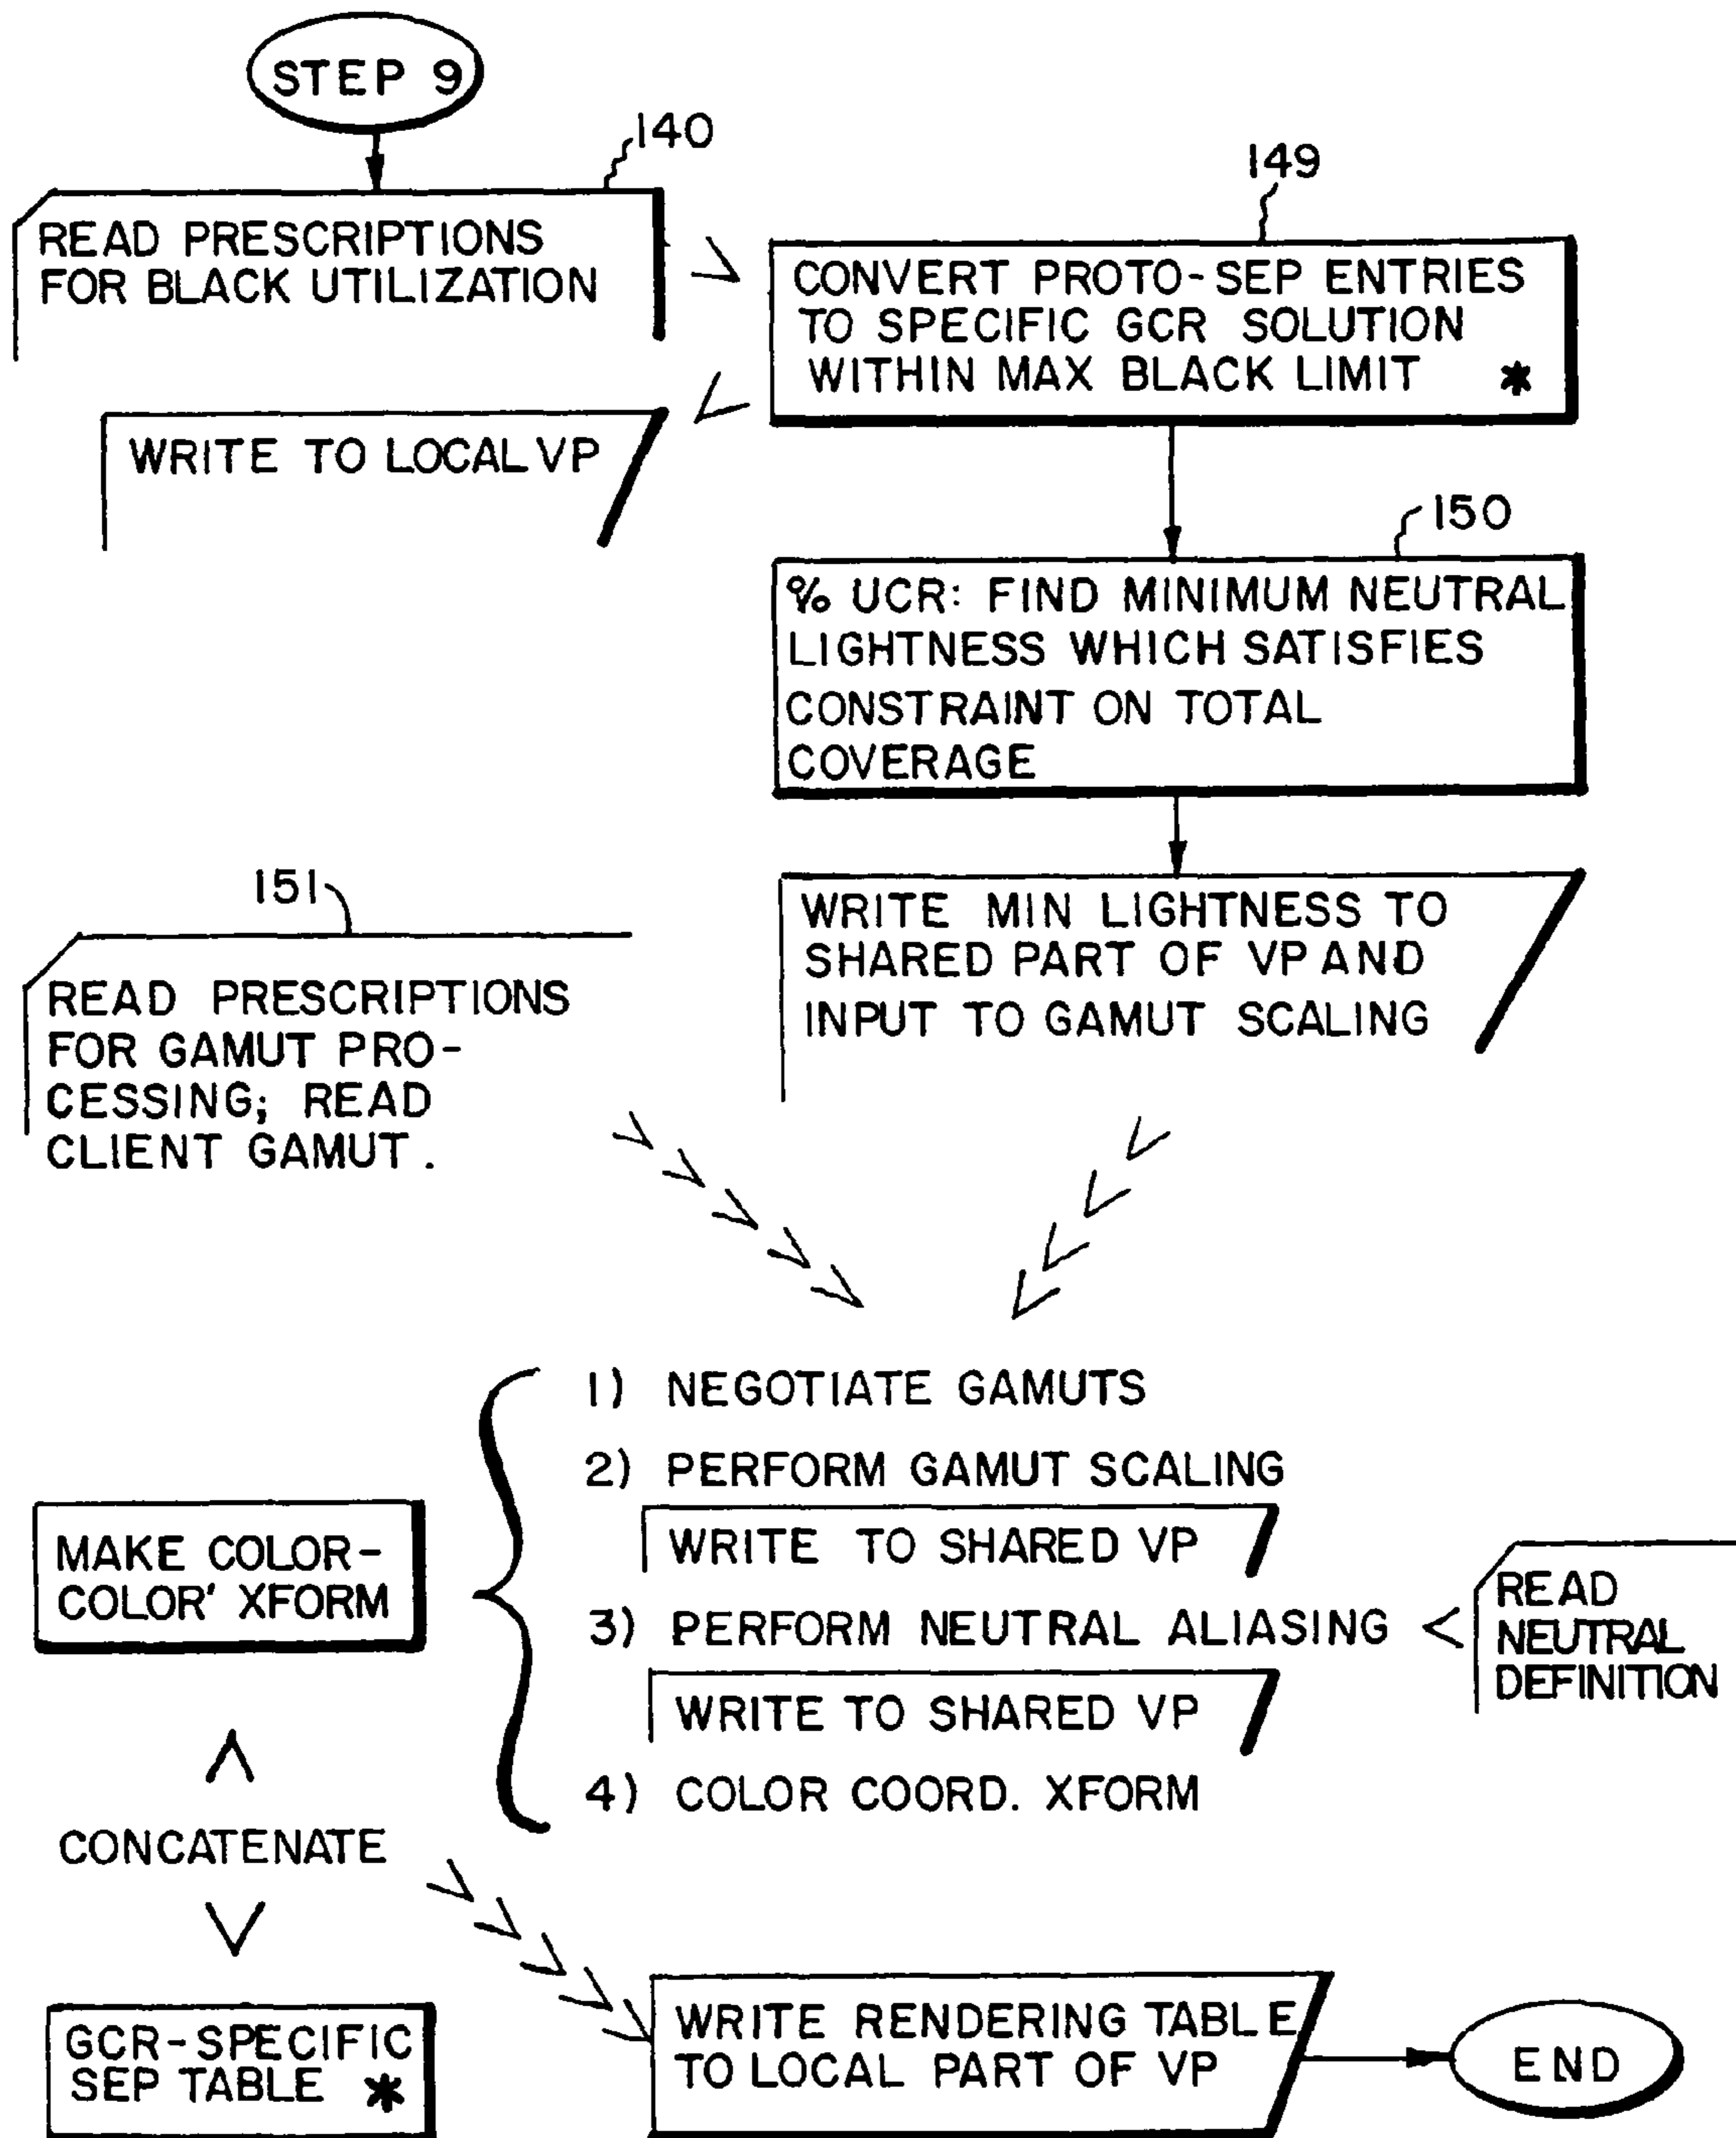 STEP 9
140
READ PRESCRIPTIONS
FOR BLACK UTILIZATION
149
CONVERT PROTO-SEP ENTRIES
TO SPECIFIC GCR SOLUTION
WITHIN MAX BLACK LIMIT *
WRITE TO LOCAL VP
150
% UCR: FIND MINIMUM NEUTRAL
LIGHTNESS WHICH SATISFIES
CONSTRAINT ON TOTAL
COVERAGE
WRITE MIN LIGHTNESS TO
SHARED PART OF VP AND
INPUT TO GAMUT SCALING
151
READ PRESCRIPTIONS
FOR GAMUT PRO-
CESSING; READ
CLIENT GAMUT.
MAKE COLOR-
COLOR' XFORM
1) NEGOTIATE GAMUTS
2) PERFORM GAMUT SCALING
WRITE TO SHARED VP
3) PERFORM NEUTRAL ALIASING
READ
NEUTRAL
DEFINITION
WRITE TO SHARED VP
4) COLOR COORD. XFORM
CONCATENATE
GCR-SPECIFIC
SEP TABLE *
WRITE RENDERING TABLE
TO LOCAL PART OF VP
END